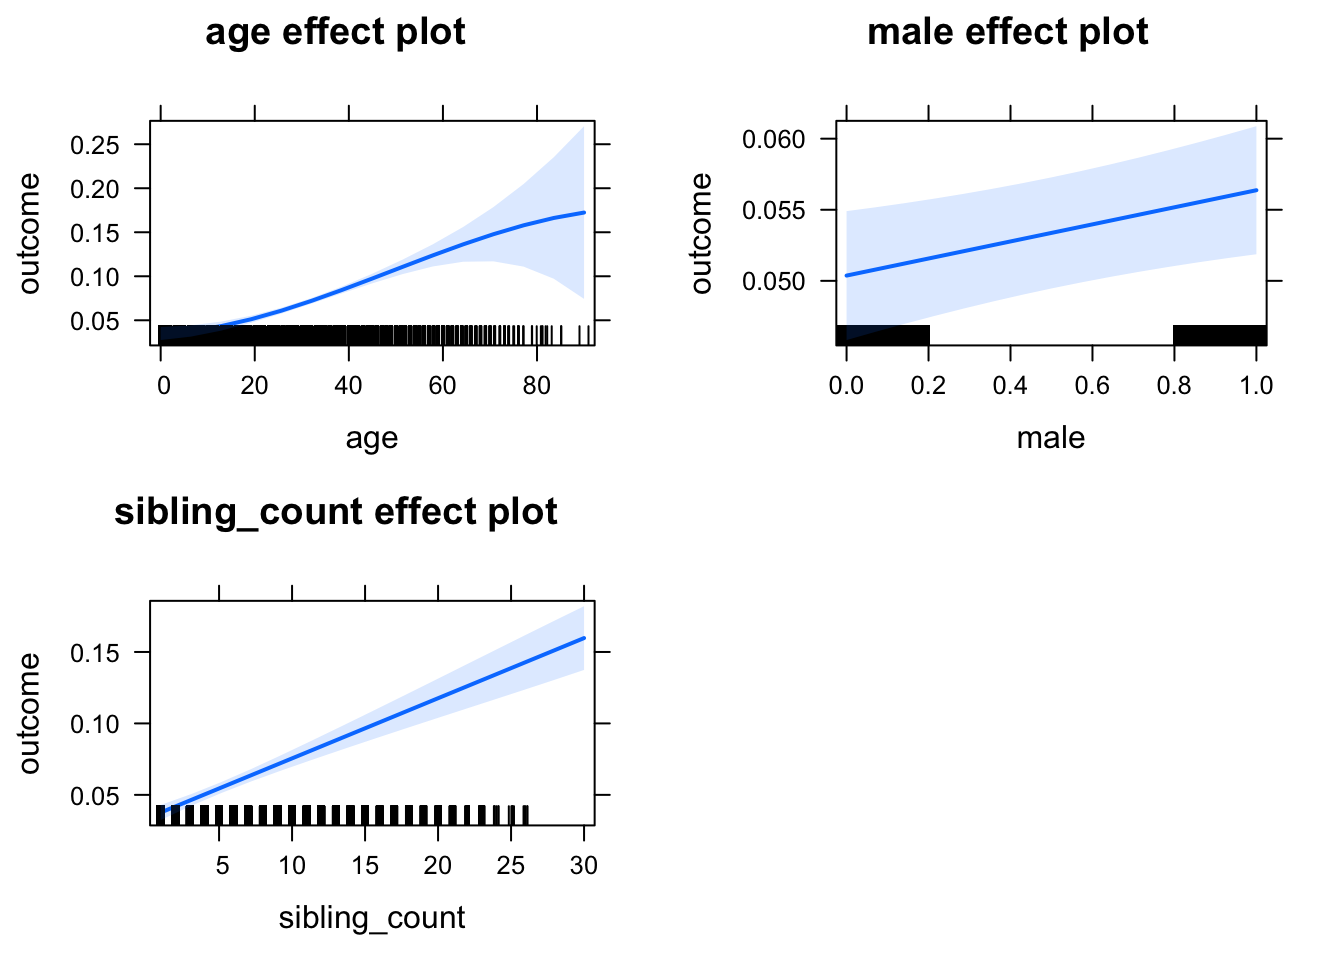 age effect plot
outcome
0.25
0.20
0.15
0.10
0.05
0 20 40 60 80
age
male effect plot
outcome
0.060
0.055
0.050
0.0 0.2 0.4 0.6 0.8 1.0
male
sibling_count effect plot
outcome
0.15
0.10
0.05
5 10 15 20 25 30
sibling_count